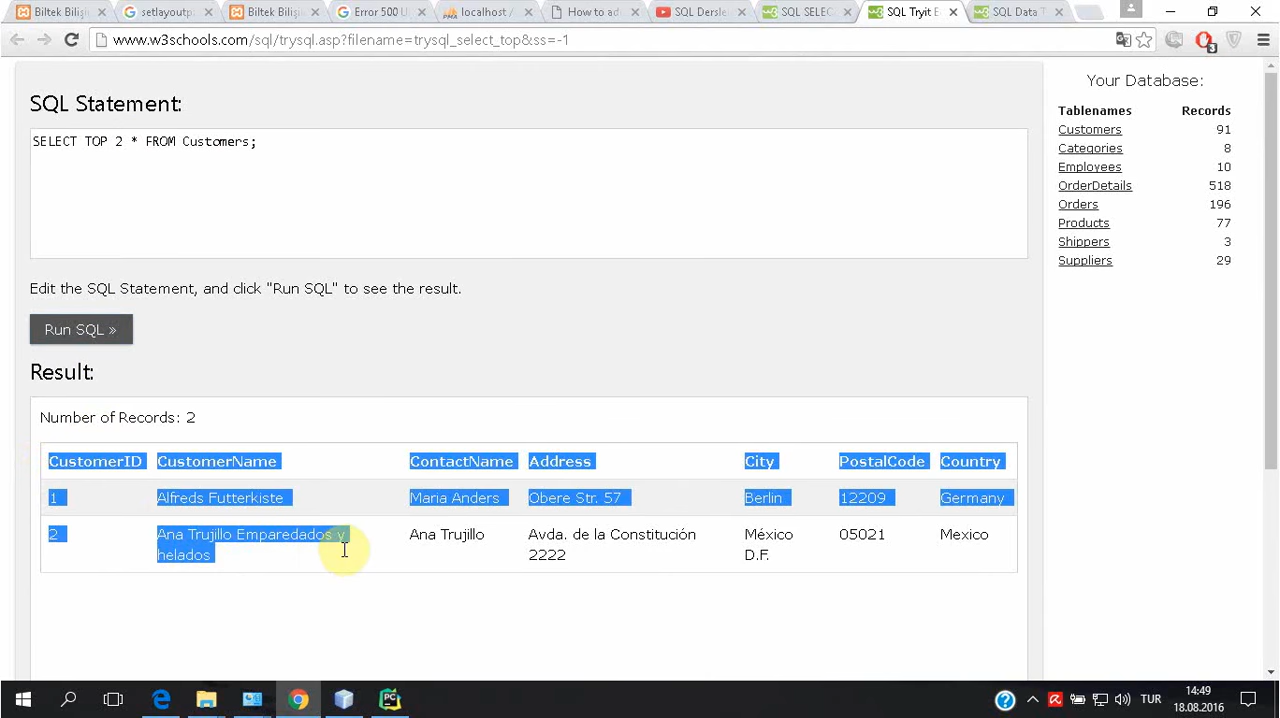 Biltek Biliş
setlayoutp
Biltek Biliş
Error 500 U
localhost /
How to ad
SQL Dersle
SQL SELEC
SQL Tryit E
SQL Data T
www.w3schools.com/sql/trysql.asp?filename=trysql_select_top&ss=-1
3
SQL Statement:
SELECT TOP 2 * FROM Customers;
Edit the SQL Statement, and click "Run SQL" to see the result.
Run SQL »
Result:
Number of Records: 2
CustomerID CustomerName ContactName Address City PostalCode Country
1 Alfreds Futterkiste Maria Anders Obere Str. 57 Berlin 12209 Germany
2 Ana Trujillo Emparedados y helados Ana Trujillo Avda. de la Constitución 2222 México D.F. 05021 Mexico
Your Database:
Tablenames Records
Customers 91
Categories 8
Employees 10
OrderDetails 518
Orders 196
Products 77
Shippers 3
Suppliers 29
TUR
14:49
18.08.2016